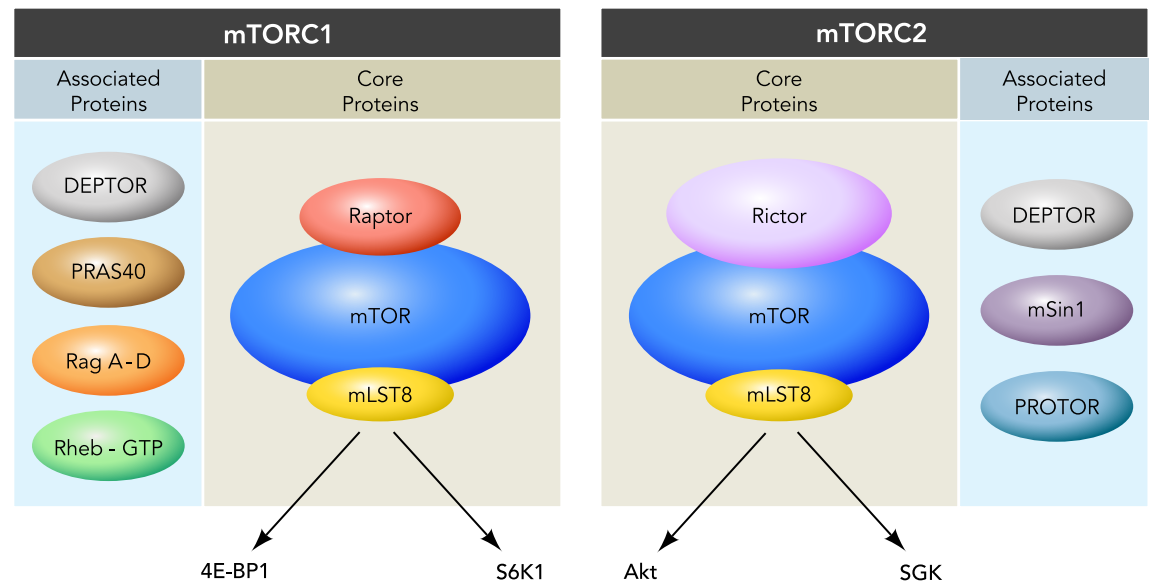 mTORC1
Associated
Proteins
Core
Proteins
DEPTOR
PRAS40
Rag A - D
Rheb - GTP
Raptor
mTOR
mLST8
4E-BP1
S6K1
mTORC2
Core
Proteins
Associated
Proteins
Rictor
mTOR
mLST8
DEPTOR
mSin1
PROTOR
Akt
SGK